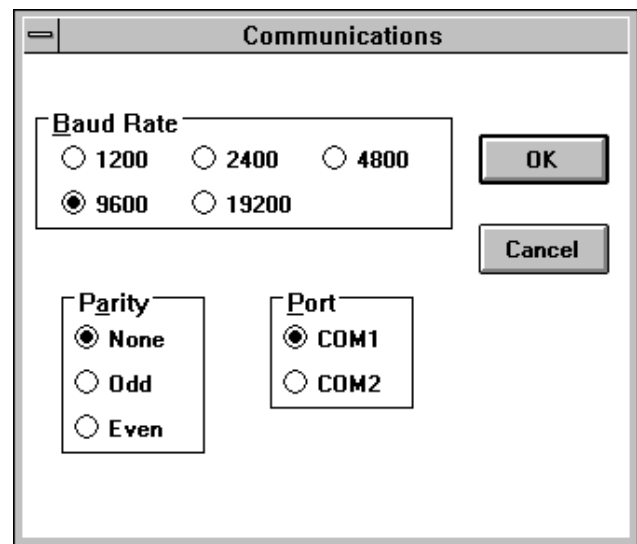 Communications
Baud Rate
1200 2400 4800
9600 19200
OK
Cancel
Parity
None
Odd
Even
Port
COM1
COM2